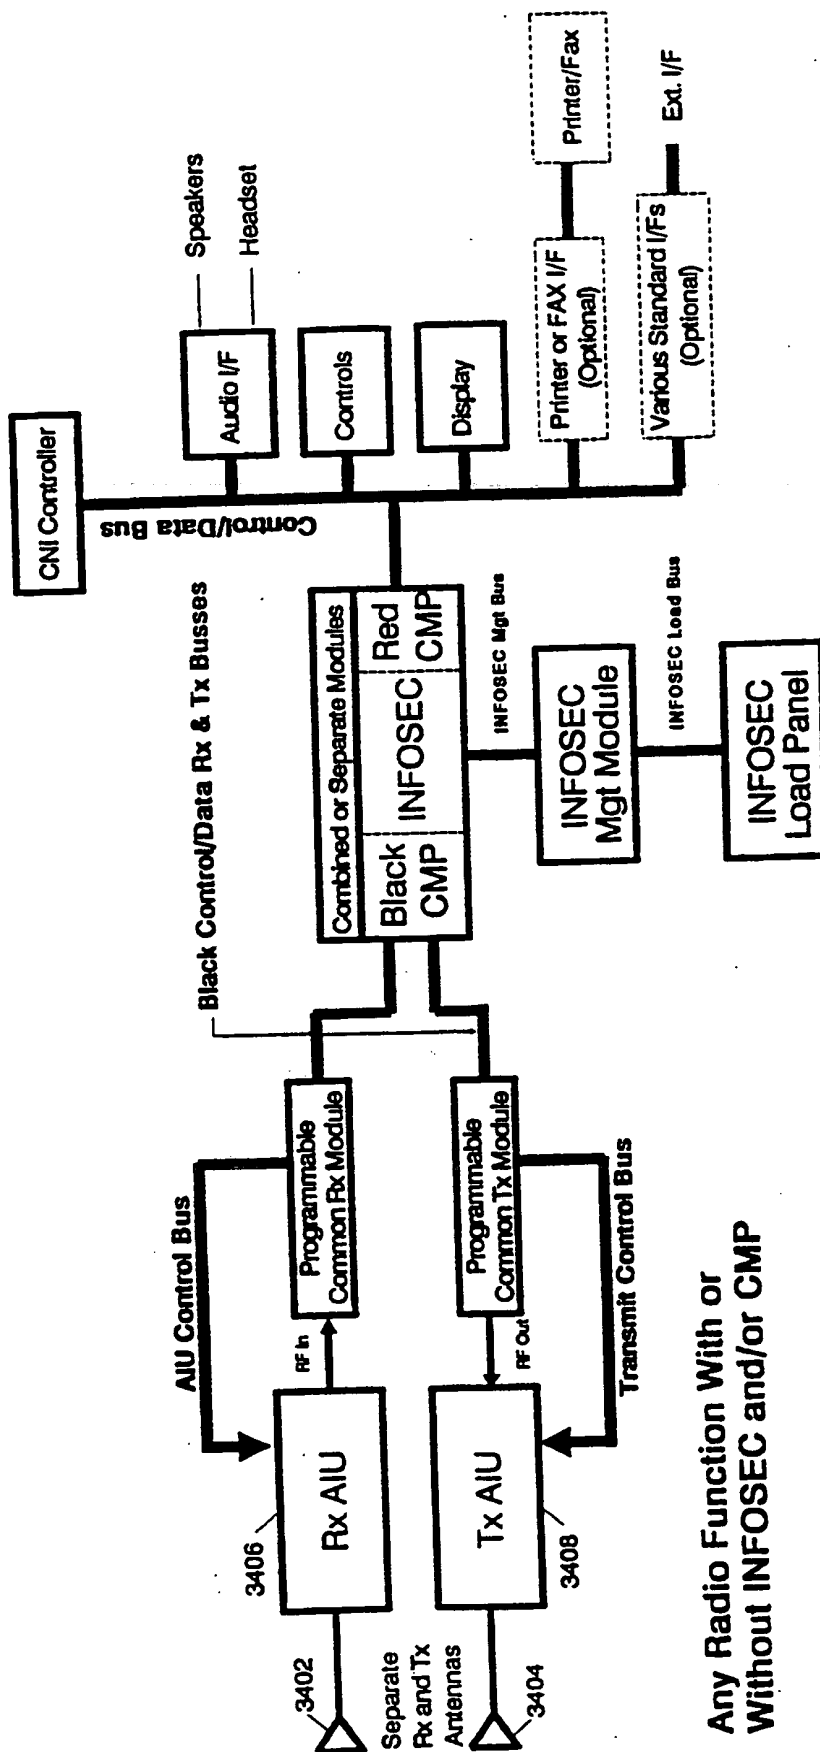 3402
Separate
Rx and Tx
Antennas
3404
3406
Rx AIU
Tx AIU
3408
AIU Control Bus
RF In
RF Out
Transmit Control Bus
Programmable
Common Rx Module
Programmable
Common Tx Module
Black Control/Data Rx & Tx Busses
Combined or Separate Modules
Black
CMP
INFOSEC
Red
CMP
INFOSEC Mgt Bus
INFOSEC
Mgt Module
INFOSEC Load Bus
INFOSEC
Load Panel
CNI Controller
Control/Data Bus
Audio I/F
Speakers
Headset
Controls
Display
Printer or FAX I/F
(Optional)
Printer/Fax
Various Standard I/Fs
(Optional)
Ext. I/F
Any Radio Function With or
Without INFOSEC and/or CMP